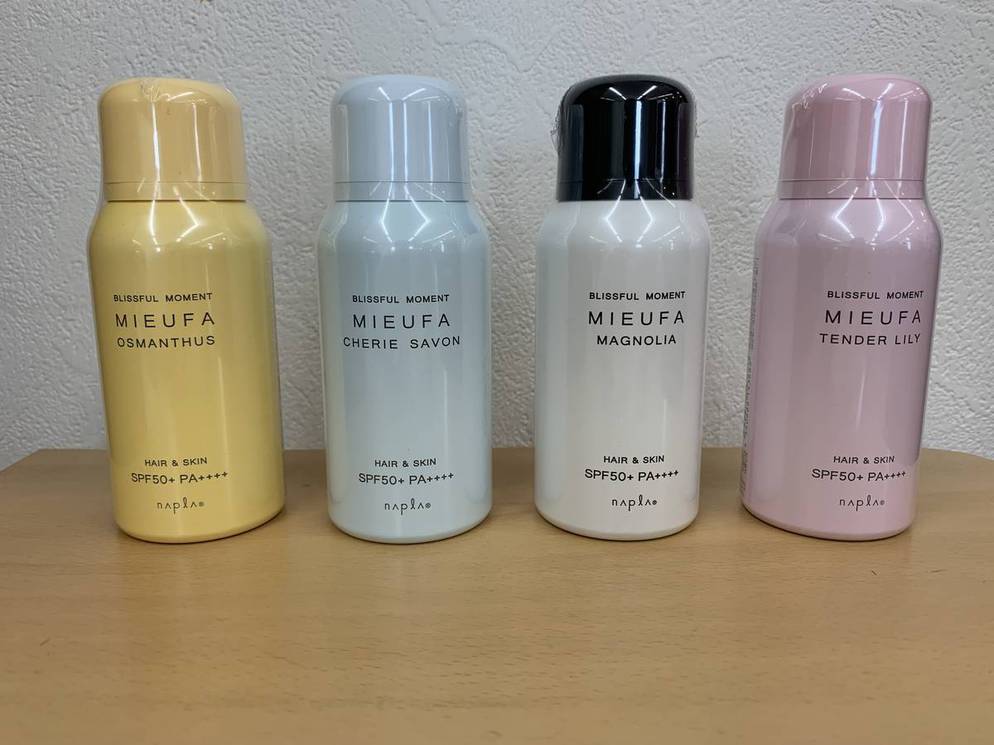 BLISSFUL MOMENT
MIEUFA
OSMANTHUS
HAIR & SKIN
SPF50+ PA++++
napla®
BLISSFUL MOMENT
MIEUFA
CHERIE SAVON
HAIR & SKIN
SPF50+ PA++++
napla®
BLISSFUL MOMENT
MIEUFA
MAGNOLIA
HAIR & SKIN
SPF50+ PA++++
napla®
BLISSFUL MOMENT
MIEUFA
TENDER LILY
HAIR & SKIN
SPF50+ PA++++
napla®